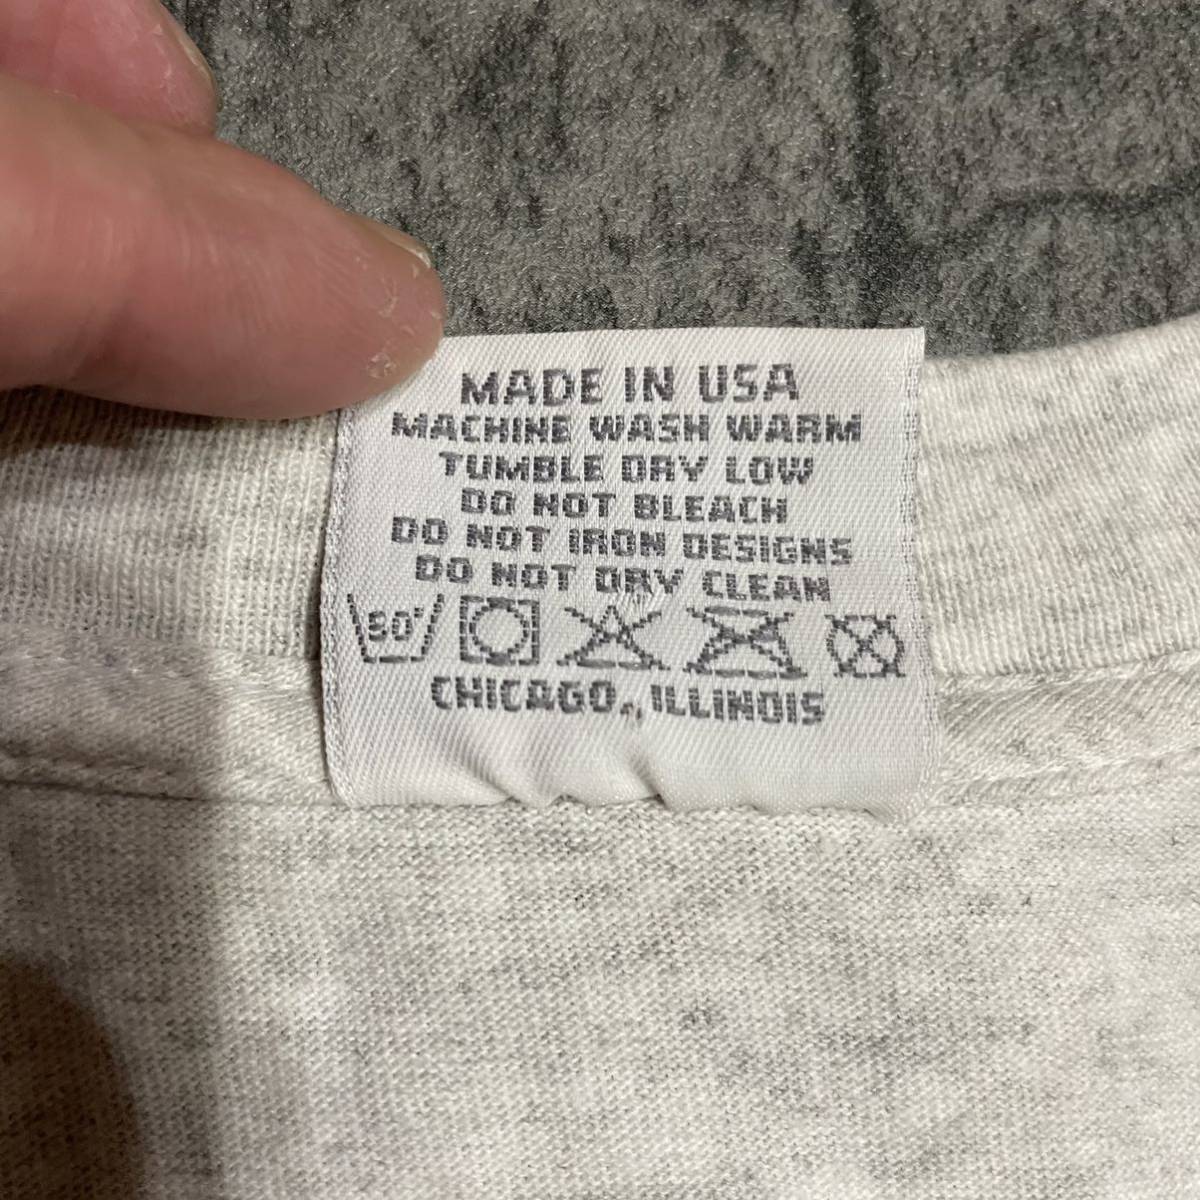 MADE IN USA
MACHINE WASH WARM
TUMBLE DRY LOW
DO NOT BLEACH
DO NOT IRON DESIGNS
DO NOT DRY CLEAN
50°
CHICAGO., ILLINOIS